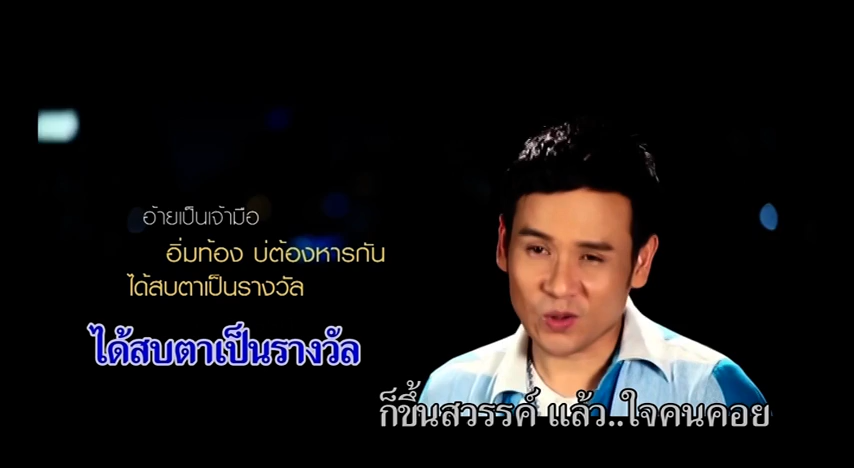 อ้ายเป็นเจ้ามือ
อิ่มท้อง บ่ต้องหารกัน
ได้สบตาเป็นรางวัล
ได้สบตาเป็นรางวัล
ก็ขึ้นสวรรค์ แล้ว..ใจคนคอย